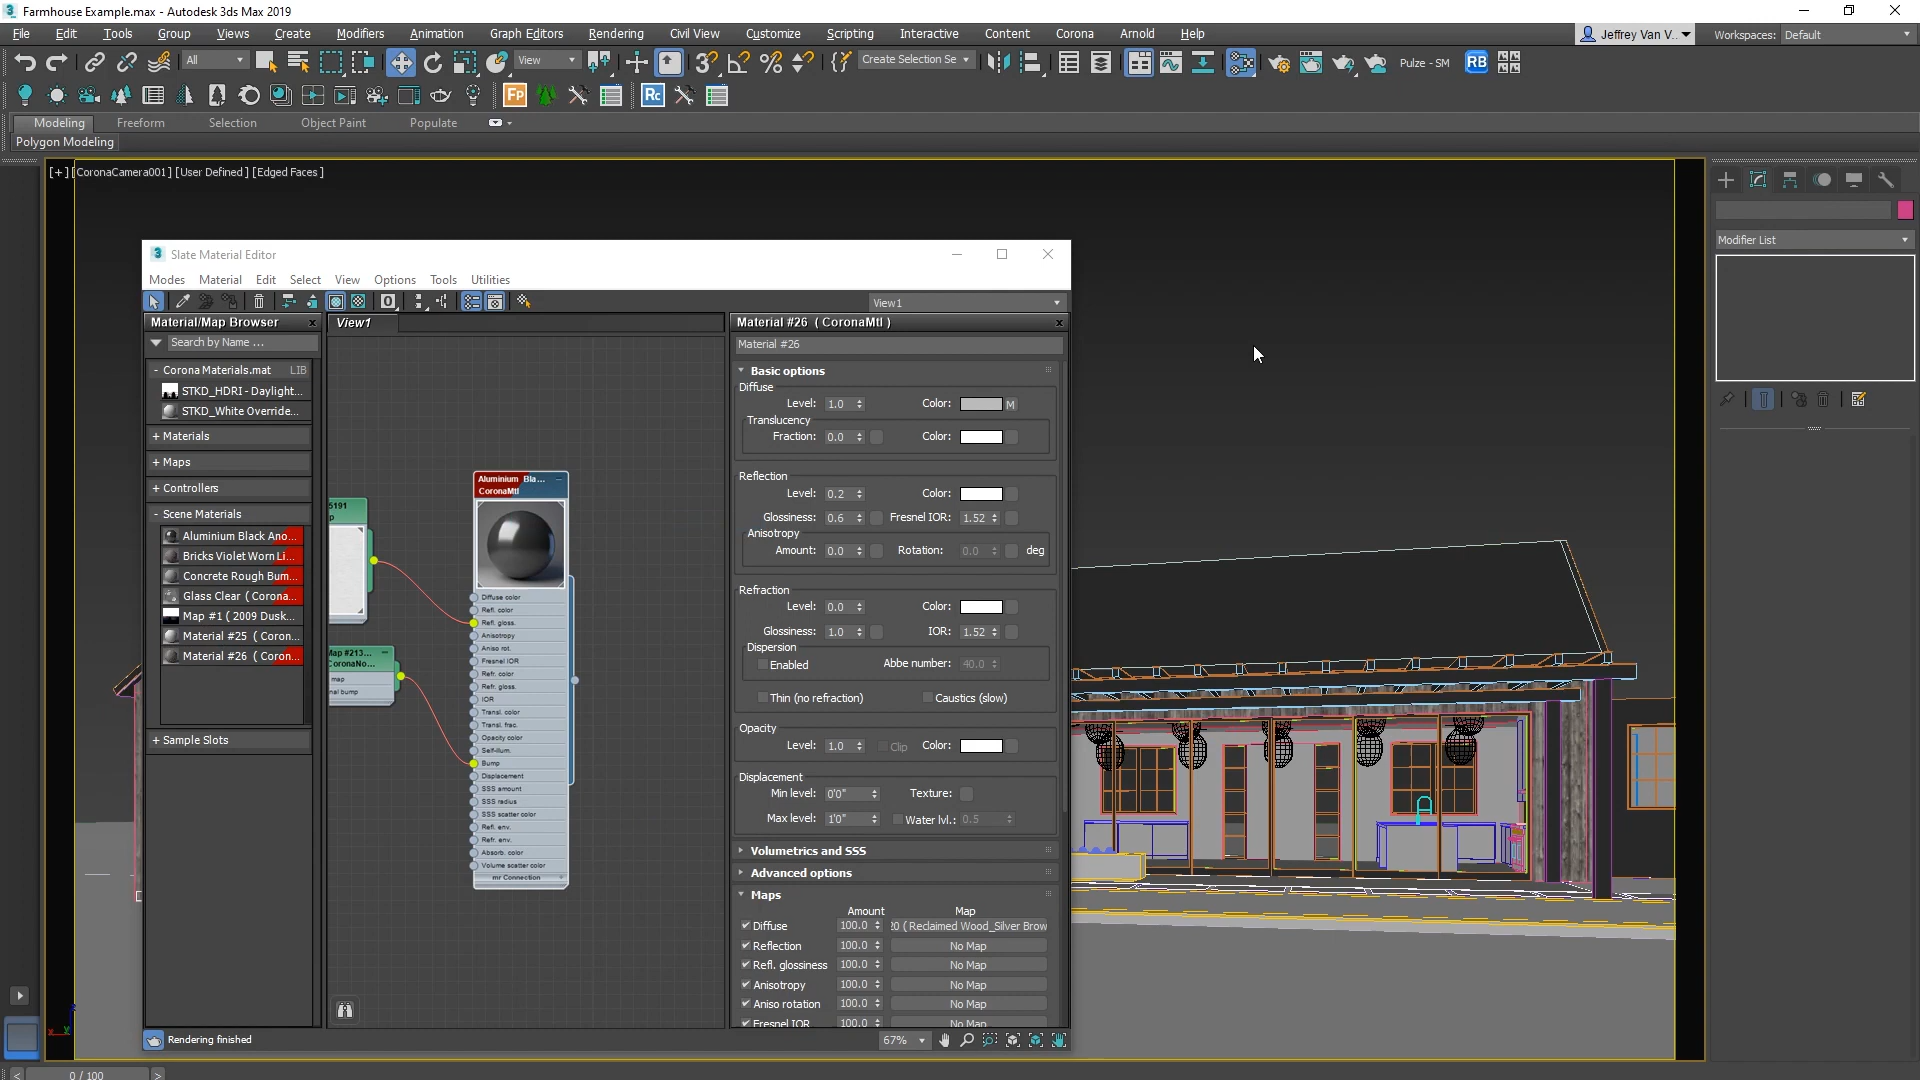 Farmhouse Example.max - Autodesk 3ds Max 2019
File Edit Tools Group Views Create Modifiers Animation Graph Editors Rendering Civil View Customize Scripting Interactive Content Corona Arnold Help
Jeffrey Van V.. Workspaces: Default
All View Create Selection Se Pulze - SM RB
Fp Rc
Modeling Freeform Selection Object Paint Populate
Polygon Modeling
[+] [CoronaCamera001] [User Defined] [Edged Faces]
Modifier List
Slate Material Editor
Modes Material Edit Select View Options Tools Utilities
View1
Material/Map Browser
Search by Name ...
- Corona Materials.mat LIB
STKD_HDRI - Daylight...
STKD_White Override...
+ Materials
+ Maps
+ Controllers
- Scene Materials
Aluminium Black Ano...
Bricks Violet Worn Li...
Concrete Rough Bum...
Glass Clear ( Corona...
Map #1 ( 2009 Dusk...
Material #25 ( Coron...
Material #26 ( Coron...
+ Sample Slots
View1
5191
p
Map #213...
CoronaNo...
map
nal bump
Aluminium Bla...
CoronaMtl
Diffuse color
Refl. color
Refl. gloss.
Anisotropy
Aniso rot.
Fresnel IOR
Refr. color
Refr. gloss.
IOR
Transl. color
Transl. frac.
Opacity color
Self-illum.
Bump
Displacement
SSS amount
SSS radius
SSS scatter color
Refl. env.
Refr. env.
Absorb. color
Volume scatter color
mr Connection
Material #26 ( CoronaMtl )
Material #26
Basic options
Diffuse
Level: 1.0 Color: M
Translucency
Fraction: 0.0 Color:
Reflection
Level: 0.2 Color:
Glossiness: 0.6 Fresnel IOR: 1.52
Anisotropy
Amount: 0.0 Rotation: 0.0 deg
Refraction
Level: 0.0 Color:
Glossiness: 1.0 IOR: 1.52
Dispersion
Enabled Abbe number: 40.0
Thin (no refraction) Caustics (slow)
Opacity
Level: 1.0 Clip Color:
Displacement
Min level: 0'0" Texture:
Max level: 1'0" Water lvl.: 0.5
Volumetrics and SSS
Advanced options
Maps
Amount Map
Diffuse 100.0 20 ( Reclaimed Wood_Silver Brow
Reflection 100.0 No Map
Refl. glossiness 100.0 No Map
Anisotropy 100.0 No Map
Aniso rotation 100.0 No Map
Fresnel IOR 100.0 No Map
Rendering finished
67%
0 / 100